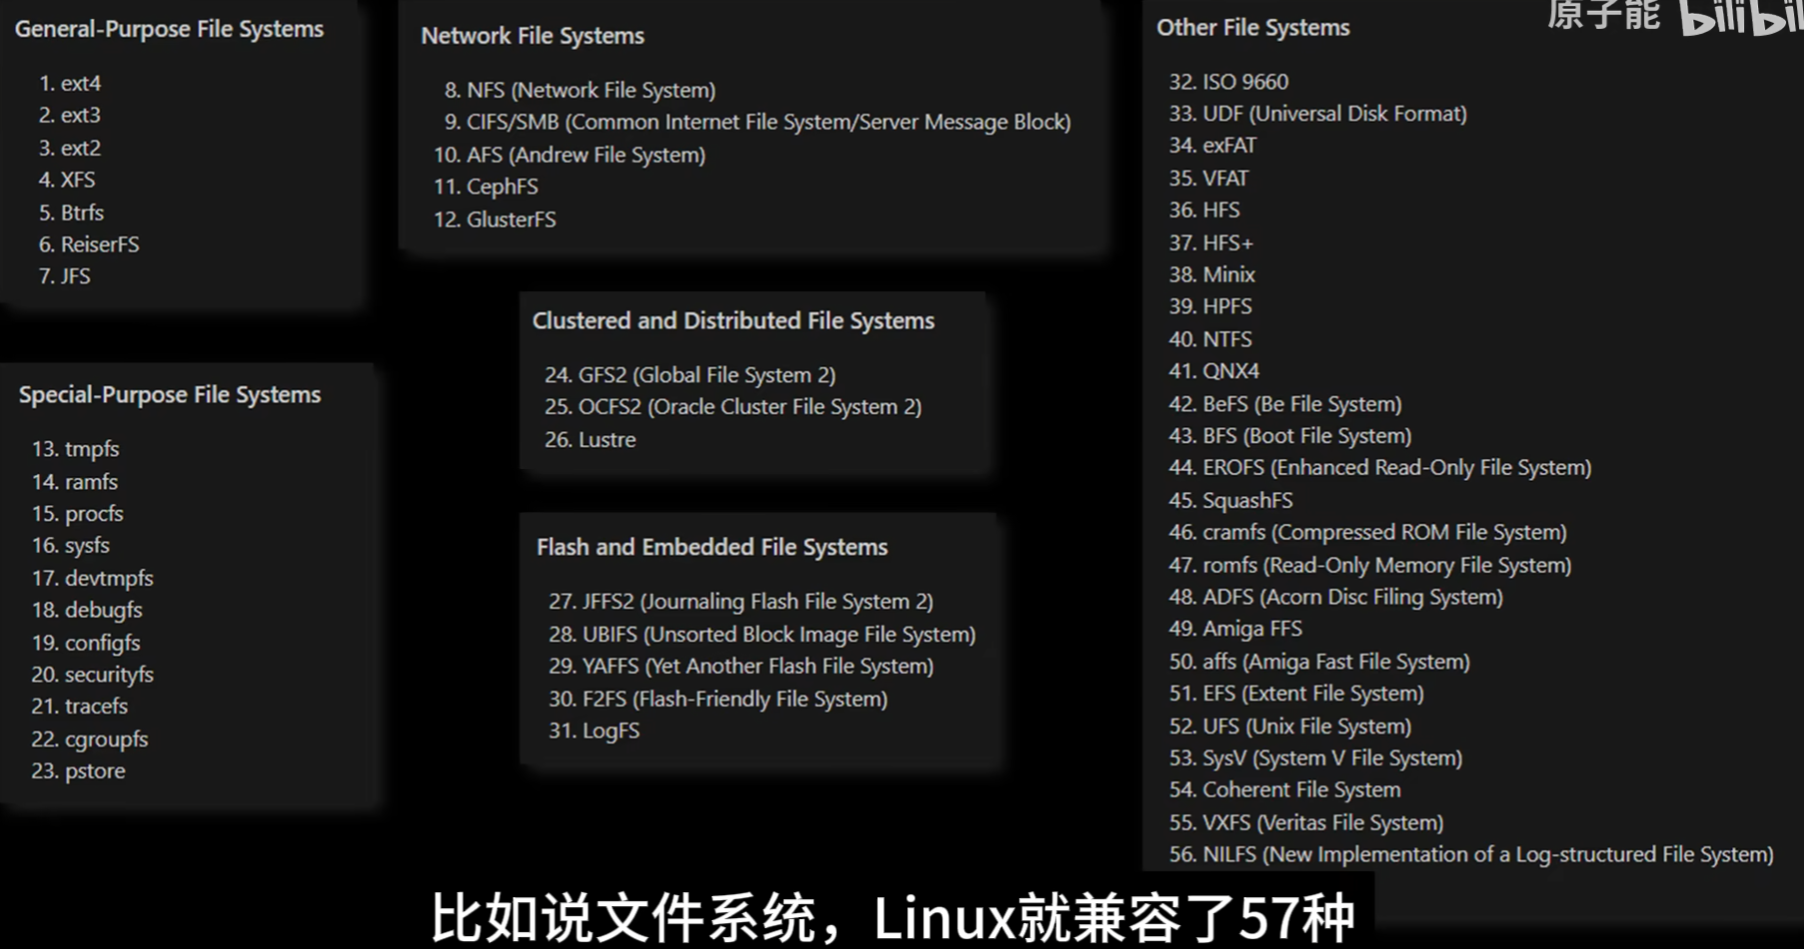 General-Purpose File Systems
1. ext4
2. ext3
3. ext2
4. XFS
5. Btrfs
6. ReiserFS
7. JFS
Special-Purpose File Systems
13. tmpfs
14. ramfs
15. procfs
16. sysfs
17. devtmpfs
18. debugfs
19. configfs
20. securityfs
21. tracefs
22. cgroupfs
23. pstore
Network File Systems
8. NFS (Network File System)
9. CIFS/SMB (Common Internet File System/Server Message Block)
10. AFS (Andrew File System)
11. CephFS
12. GlusterFS
Clustered and Distributed File Systems
24. GFS2 (Global File System 2)
25. OCFS2 (Oracle Cluster File System 2)
26. Lustre
Flash and Embedded File Systems
27. JFFS2 (Journaling Flash File System 2)
28. UBIFS (Unsorted Block Image File System)
29. YAFFS (Yet Another Flash File System)
30. F2FS (Flash-Friendly File System)
31. LogFS
Other File Systems
32. ISO 9660
33. UDF (Universal Disk Format)
34. exFAT
35. VFAT
36. HFS
37. HFS+
38. Minix
39. HPFS
40. NTFS
41. QNX4
42. BeFS (Be File System)
43. BFS (Boot File System)
44. EROFS (Enhanced Read-Only File System)
45. SquashFS
46. cramfs (Compressed ROM File System)
47. romfs (Read-Only Memory File System)
48. ADFS (Acorn Disc Filing System)
49. Amiga FFS
50. affs (Amiga Fast File System)
51. EFS (Extent File System)
52. UFS (Unix File System)
53. SysV (System V File System)
54. Coherent File System
55. VXFS (Veritas File System)
56. NILFS (New Implementation of a Log-structured File System)
原子能 bilibil
比如说文件系统，Linux就兼容了57种